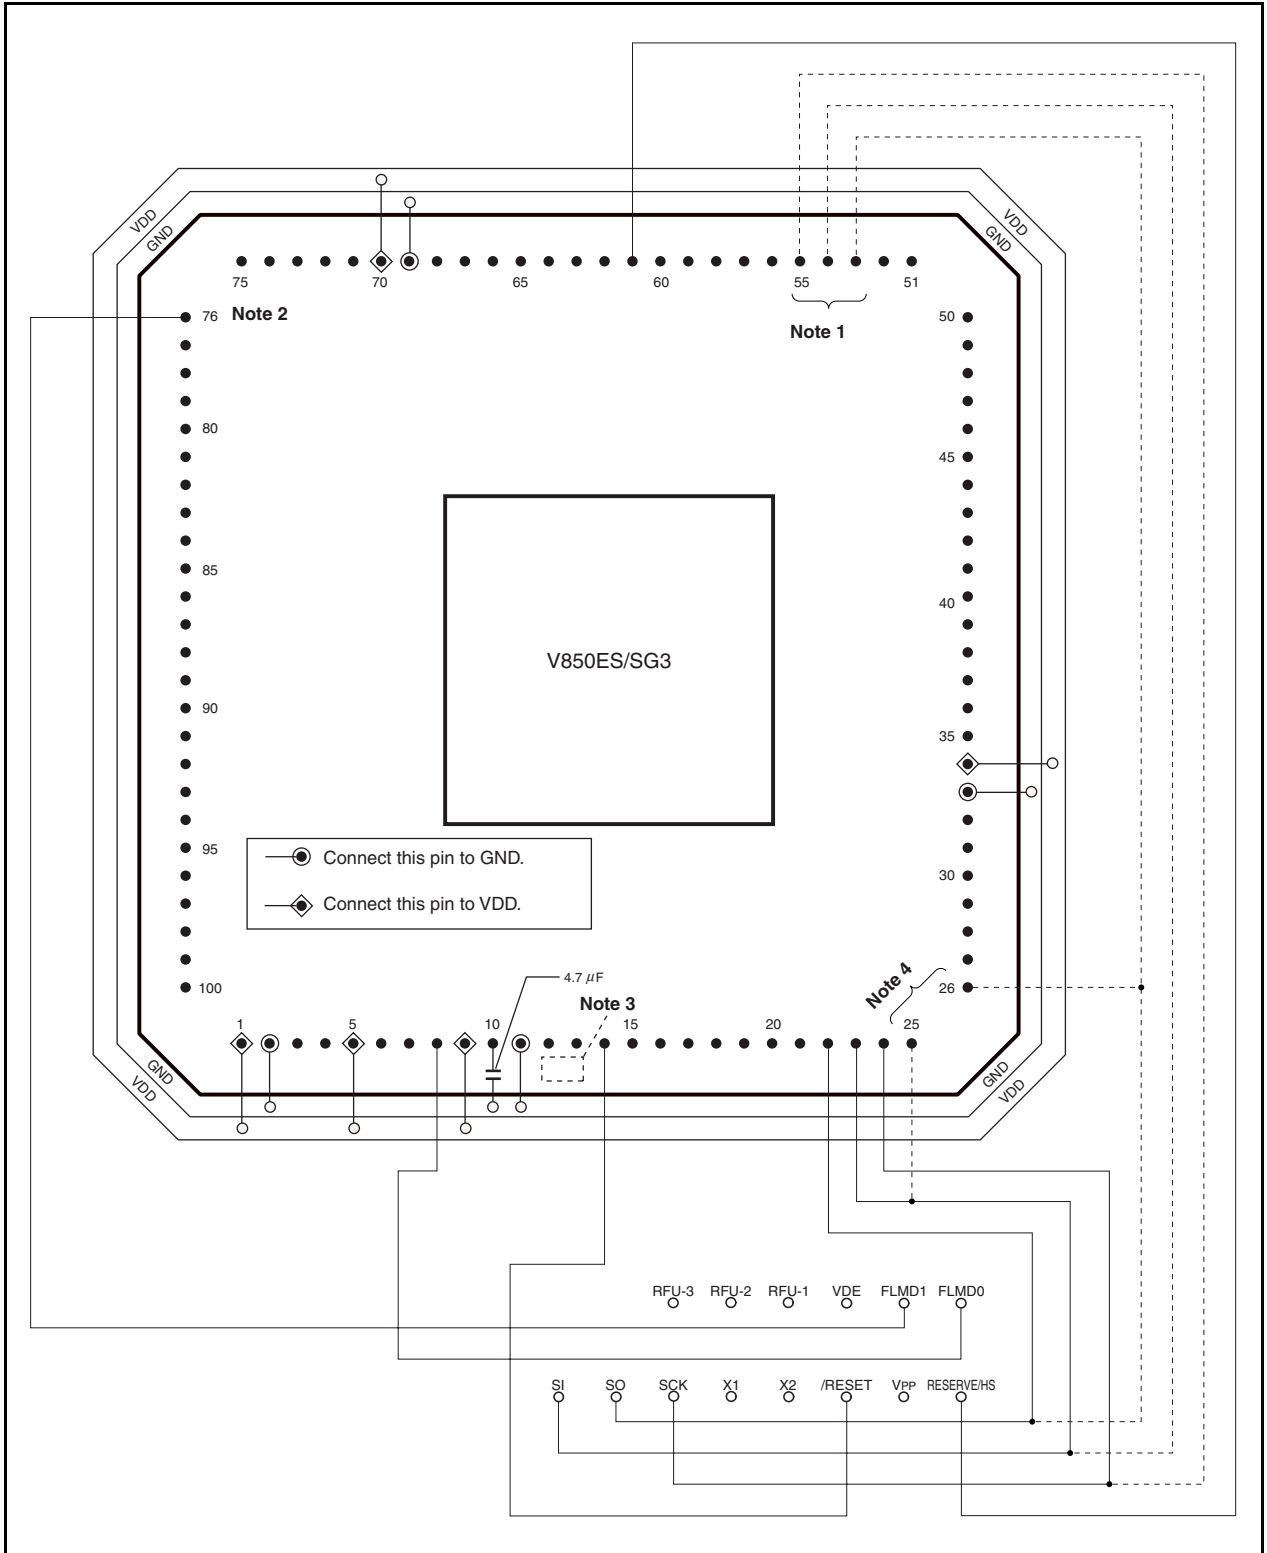 VDD
GND
VDD
GND
75
70
65
60
55
51
76
Note 2
Note 1
50
80
45
85
40
V850ES/SG3
90
35
95
Connect this pin to GND.
Connect this pin to VDD.
30
100
4.7 μF
Note 3
Note 4
26
1
5
10
15
20
25
GND
VDD
GND
VDD
RFU-3 RFU-2 RFU-1 VDE FLMD1 FLMD0
SI SO SCK X1 X2 /RESET VPP RESERVE/HS